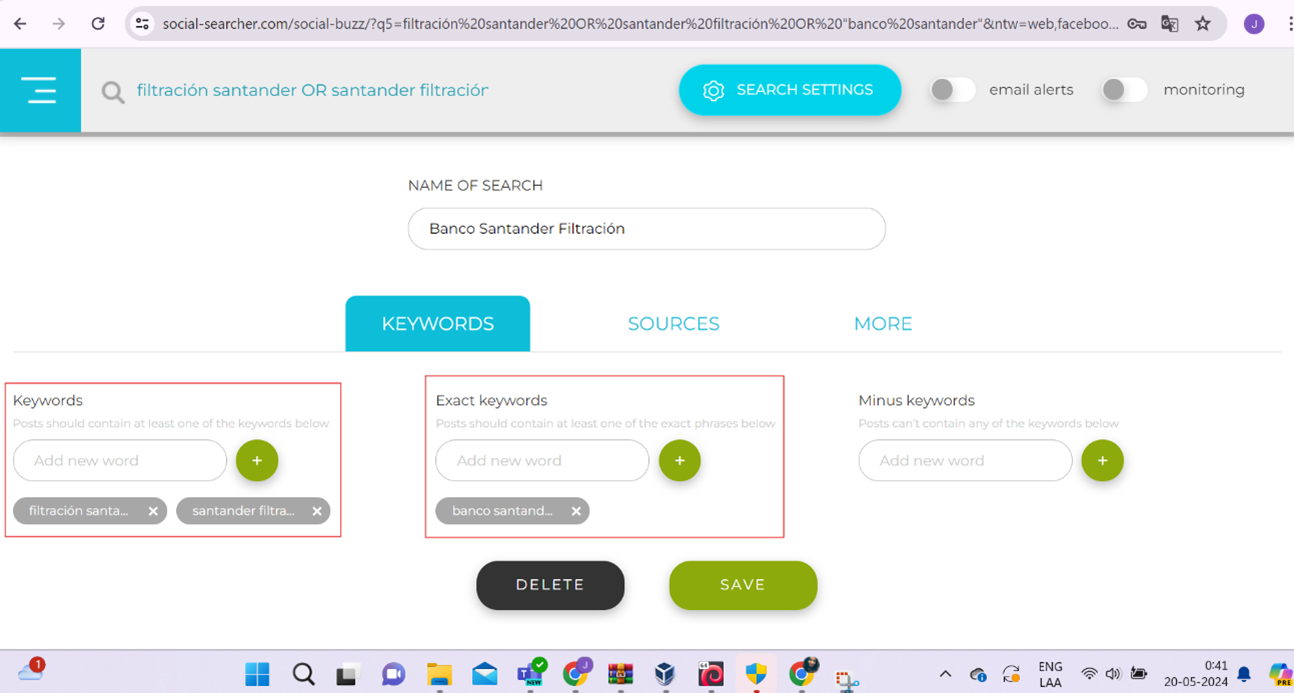 social-searcher.com/social-buzz/?q5=filtración%20santander%20OR%20santander%20filtración%20OR%20"banco%20santander"&ntw=web,faceboo...
J
filtración santander OR santander filtración
SEARCH SETTINGS
email alerts
monitoring
NAME OF SEARCH
Banco Santander Filtración
KEYWORDS
SOURCES
MORE
Keywords
Posts should contain at least one of the keywords below
Add new word
+
filtración santa... ×
santander filtra... ×
Exact keywords
Posts should contain at least one of the exact phrases below
Add new word
+
banco santand... ×
Minus keywords
Posts can't contain any of the keywords below
Add new word
+
DELETE
SAVE
1
NEW
J
64
ENG
LAA
0:41
20-05-2024
PRE